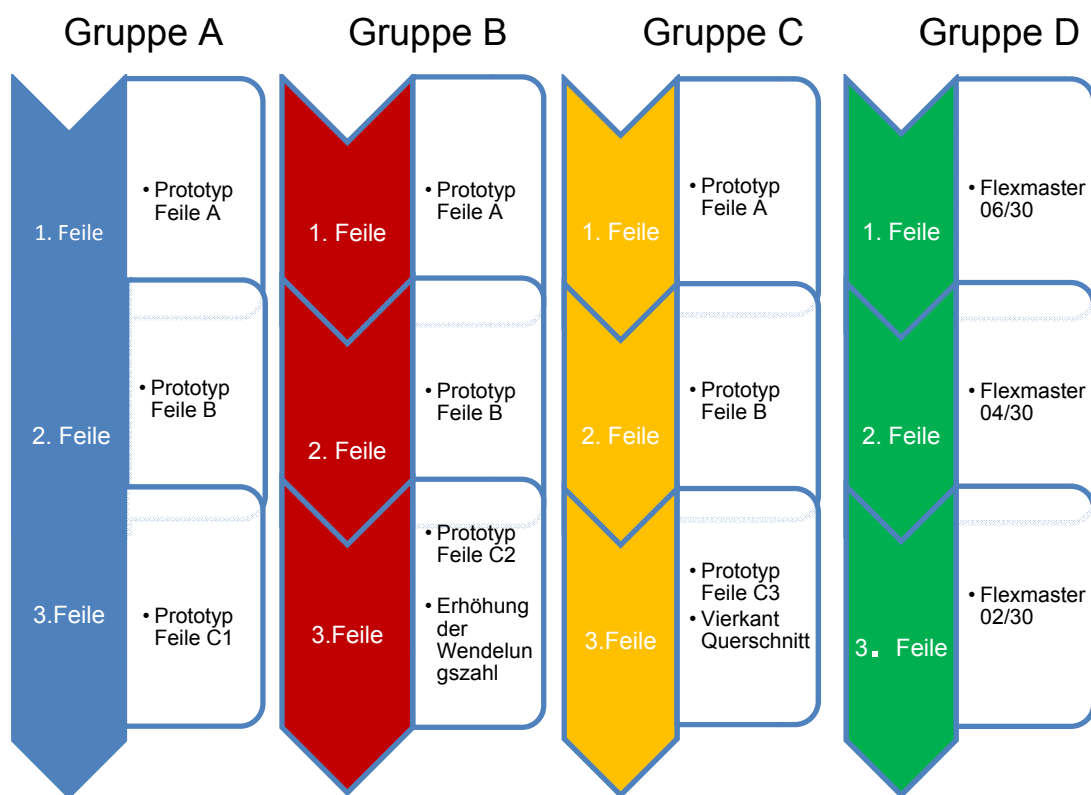 Gruppe A
Gruppe B
Gruppe C
Gruppe D
1. Feile
• Prototyp
Feile A
2. Feile
• Prototyp
Feile B
3.Feile
• Prototyp
Feile C1
1. Feile
• Prototyp
Feile A
2. Feile
• Prototyp
Feile B
3.Feile
• Prototyp
Feile C2
• Erhöhung
der
Wendelun
gszahl
1. Feile
• Prototyp
Feile A
2. Feile
• Prototyp
Feile B
3.Feile
• Prototyp
Feile C3
• Vierkant
Querschnitt
1. Feile
• Flexmaster
06/30
2. Feile
• Flexmaster
04/30
3. Feile
• Flexmaster
02/30